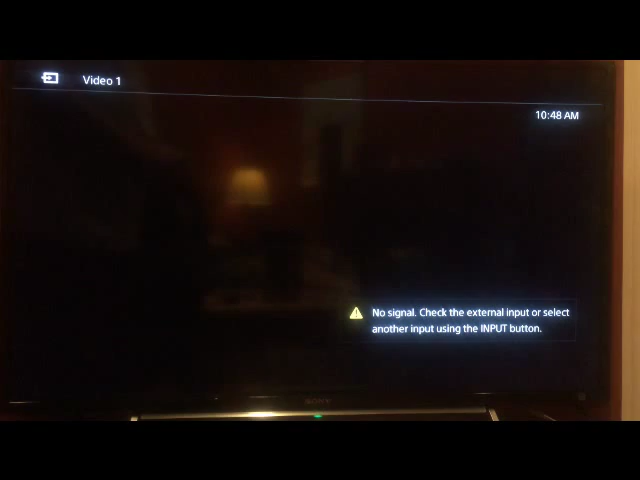 Video 1
10:48 AM
No signal. Check the external input or select
another input using the INPUT button.
SONY